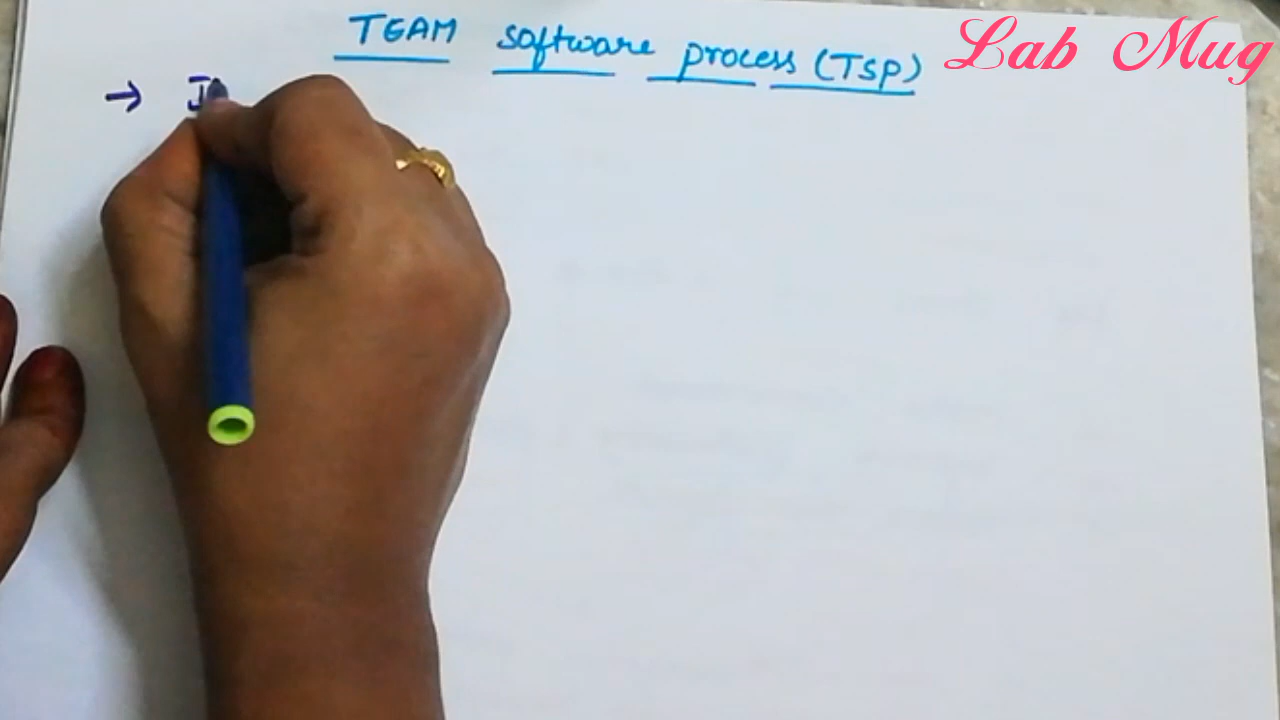 TEAM software process (TSP)
Lab Mug
→ I